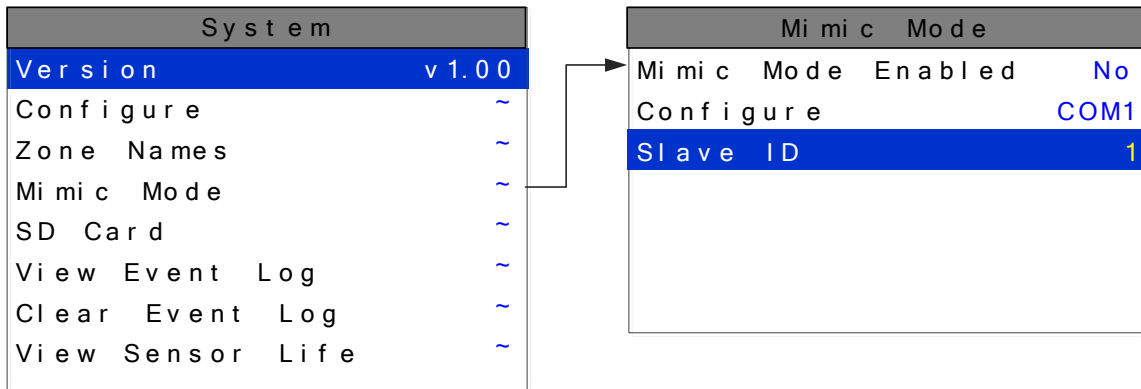 System
Version v1.00
Configure ~
Zone Names ~
Mimic Mode ~
SD Card ~
View Event Log ~
Clear Event Log ~
View Sensor Life ~
Mimic Mode
Mimic Mode Enabled No
Configure COM1
Slave ID 1